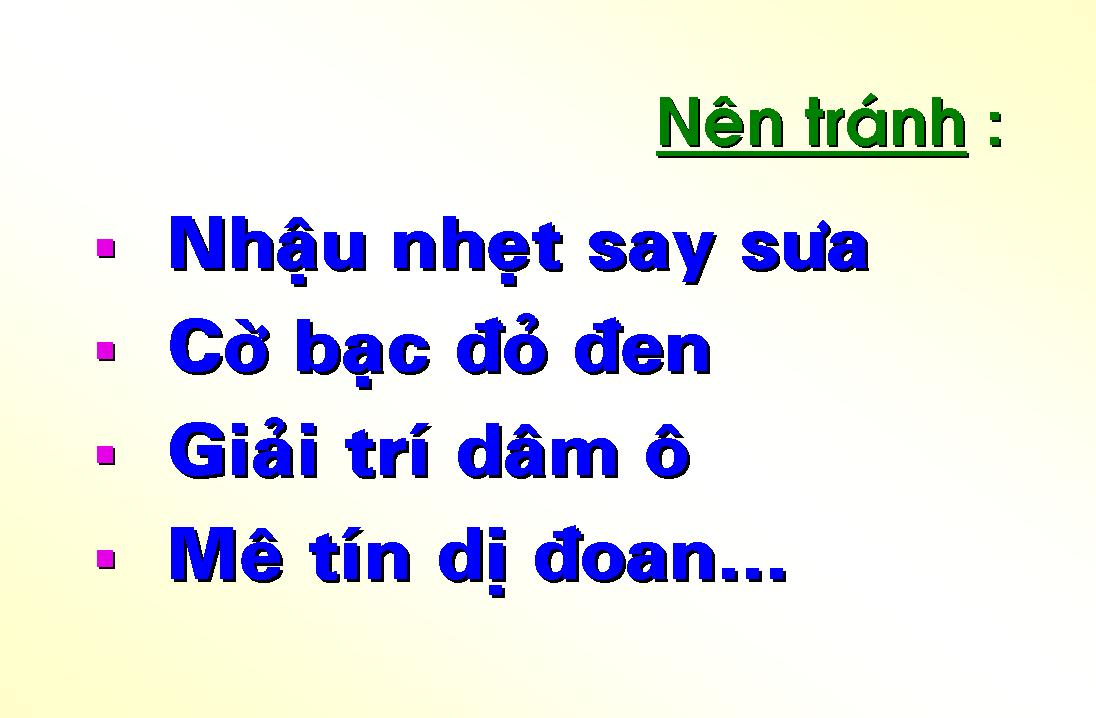 Nên tránh :
▪ Nhậu nhẹt say sưa
▪ Cờ bạc đỏ đen
▪ Giải trí dâm ô
▪ Mê tín dị đoan...